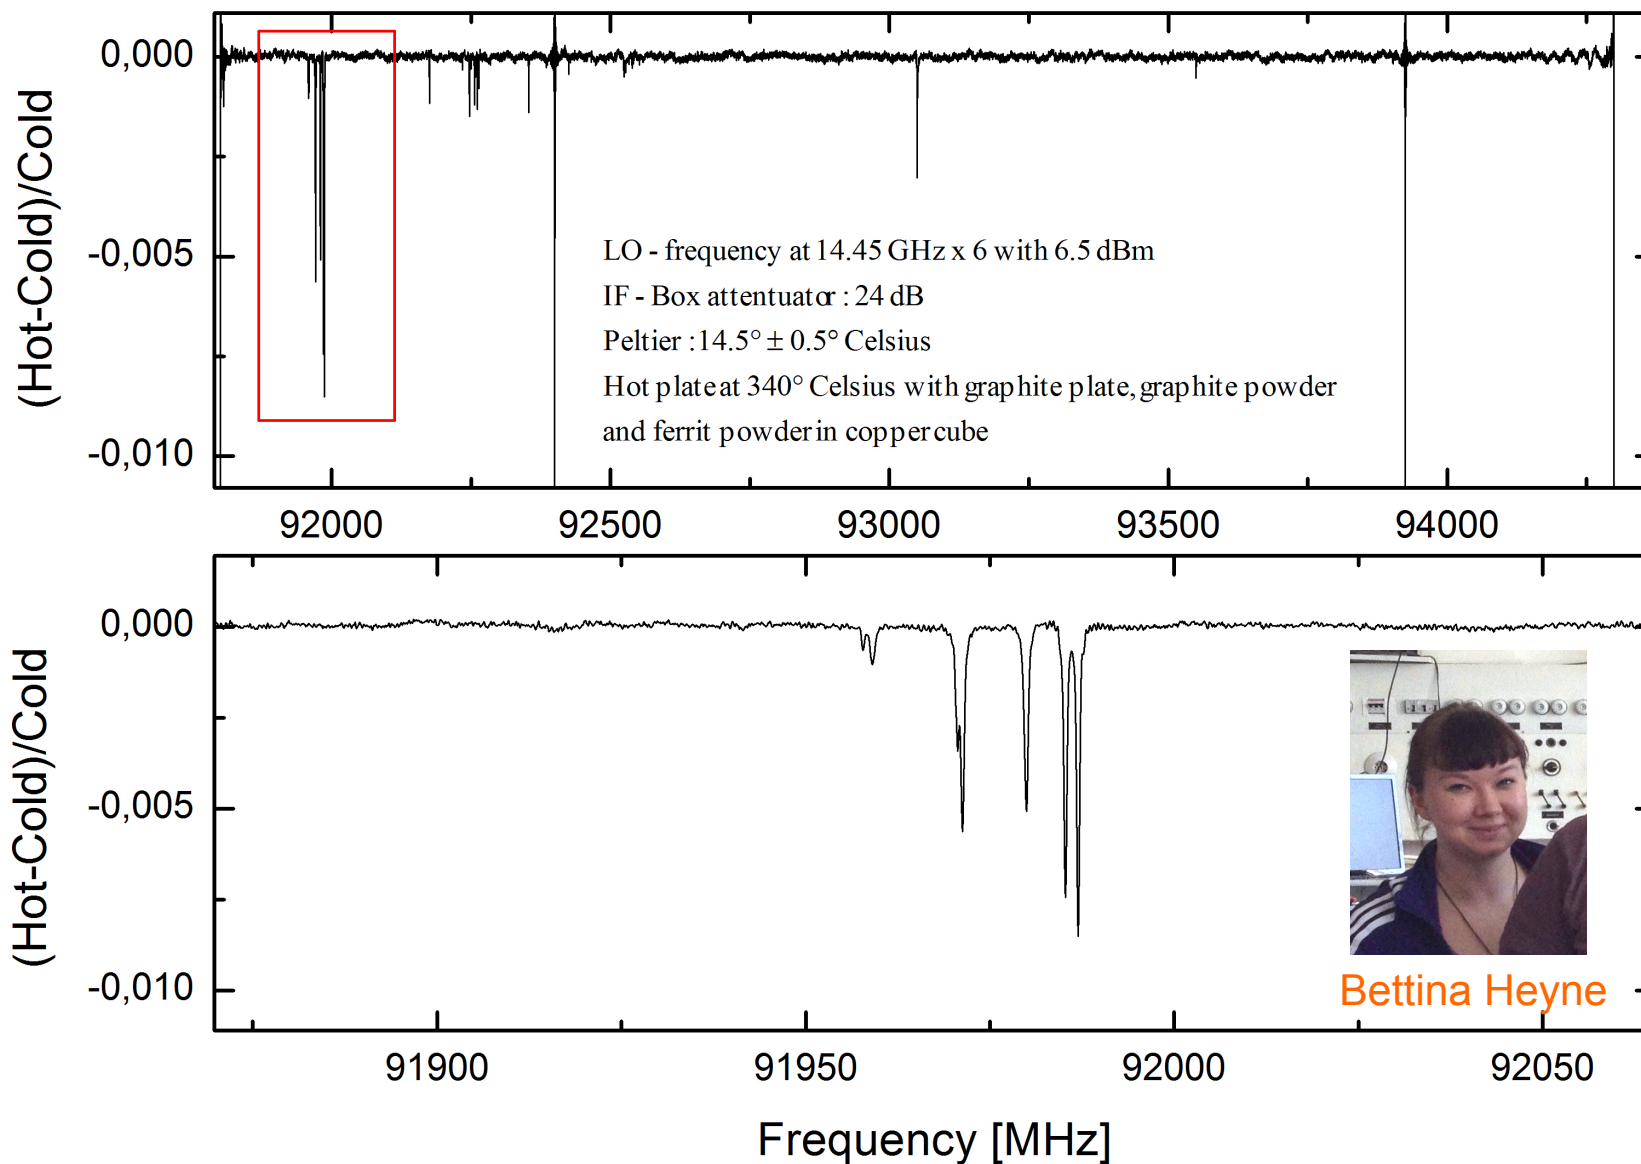 (Hot-Cold)/Cold
0,000
-0,005
-0,010
LO - frequency at 14.45 GHz x 6 with 6.5 dBm
IF - Box attentuator : 24 dB
Peltier :14.5° ± 0.5° Celsius
Hot plate at 340° Celsius with graphite plate, graphite powder
and ferrit powder in copper cube
92000 92500 93000 93500 94000
(Hot-Cold)/Cold
0,000
-0,005
-0,010
Bettina Heyne
91900 91950 92000 92050
Frequency [MHz]